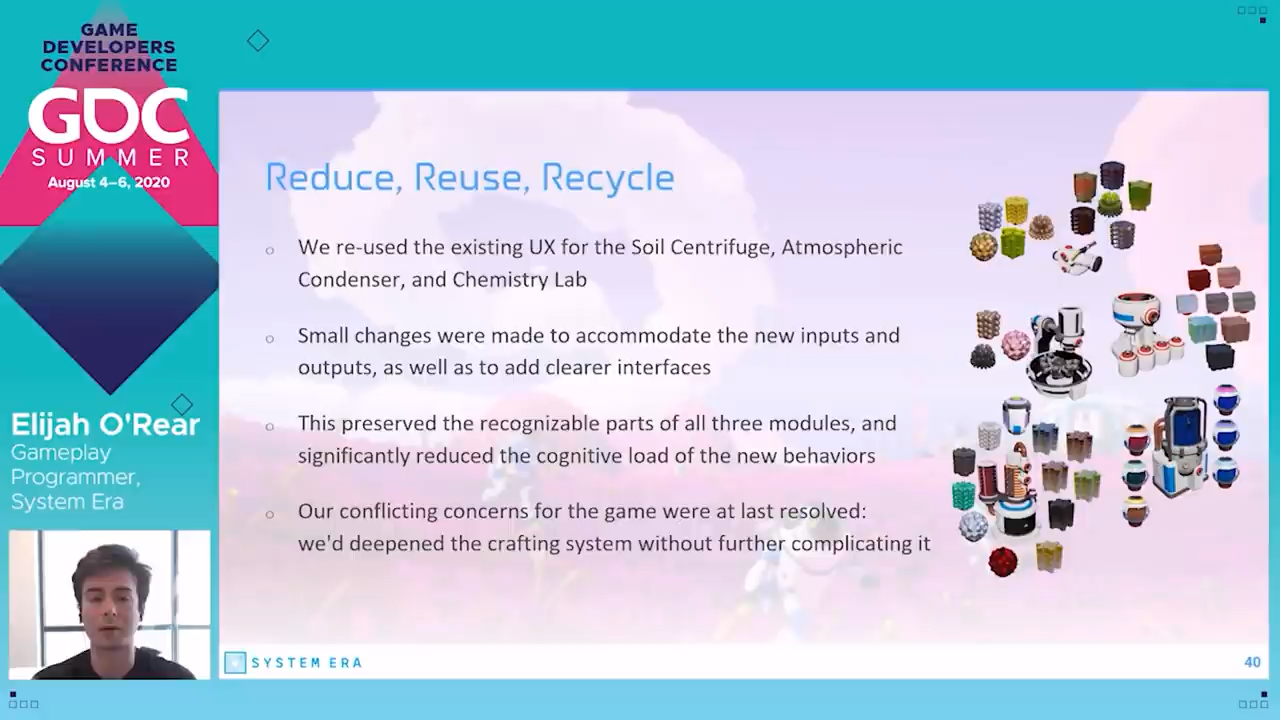 GAME
DEVELOPERS
CONFERENCE
GDC
SUMMER
August 4–6, 2020
Elijah O'Rear
Gameplay
Programmer,
System Era
Reduce, Reuse, Recycle
We re-used the existing UX for the Soil Centrifuge, Atmospheric
Condenser, and Chemistry Lab
Small changes were made to accommodate the new inputs and
outputs, as well as to add clearer interfaces
This preserved the recognizable parts of all three modules, and
significantly reduced the cognitive load of the new behaviors
Our conflicting concerns for the game were at last resolved:
we'd deepened the crafting system without further complicating it
SYSTEM ERA
40